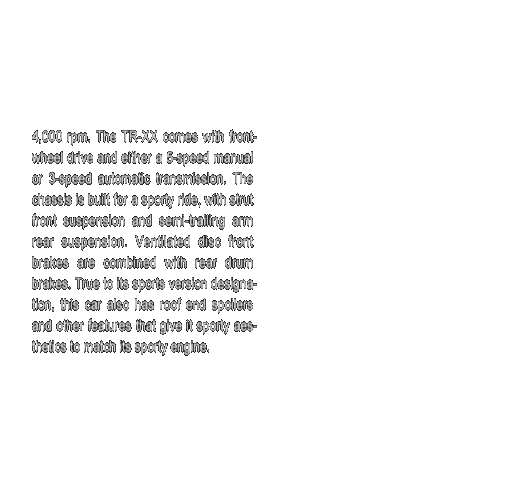 4,000 rpm. The TR-XX comes with front-
wheel drive and either a 5-speed manual
or 3-speed automatic transmission. The
chassis is built for a sporty ride, with strut
front suspension and semi-trailing arm
rear suspension. Ventilated disc front
brakes are combined with rear drum
brakes. True to its sports version designa-
tion, this car also has roof end spoilers
and other features that give it sporty aes-
thetics to match its sporty engine.